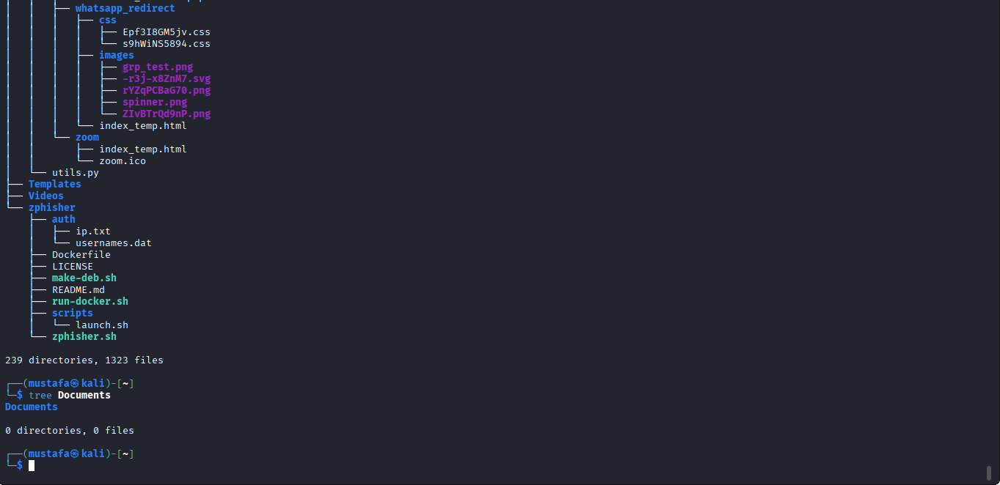 │   │   ├── whatsapp_redirect
│   │   │   ├── css
│   │   │   │   ├── Epf3I8GM5jv.css
│   │   │   │   └── s9hWiNS5894.css
│   │   │   ├── images
│   │   │   │   ├── grp_test.png
│   │   │   │   ├── -r3j-x8ZnM7.svg
│   │   │   │   ├── rYZqPCBaG70.png
│   │   │   │   ├── spinner.png
│   │   │   │   └── ZIvBTrQd9nP.png
│   │   │   └── index_temp.html
│   │   └── zoom
│   │       ├── index_temp.html
│   │       └── zoom.ico
│   └── utils.py
├── Templates
├── Videos
└── zphisher
    ├── auth
    │   ├── ip.txt
    │   └── usernames.dat
    ├── Dockerfile
    ├── LICENSE
    ├── make-deb.sh
    ├── README.md
    ├── run-docker.sh
    ├── scripts
    │   └── launch.sh
    └── zphisher.sh
239 directories, 1323 files
┌──(mustafa㉿kali)-[~]
└─$ tree Documents
Documents
0 directories, 0 files
┌──(mustafa㉿kali)-[~]
└─$